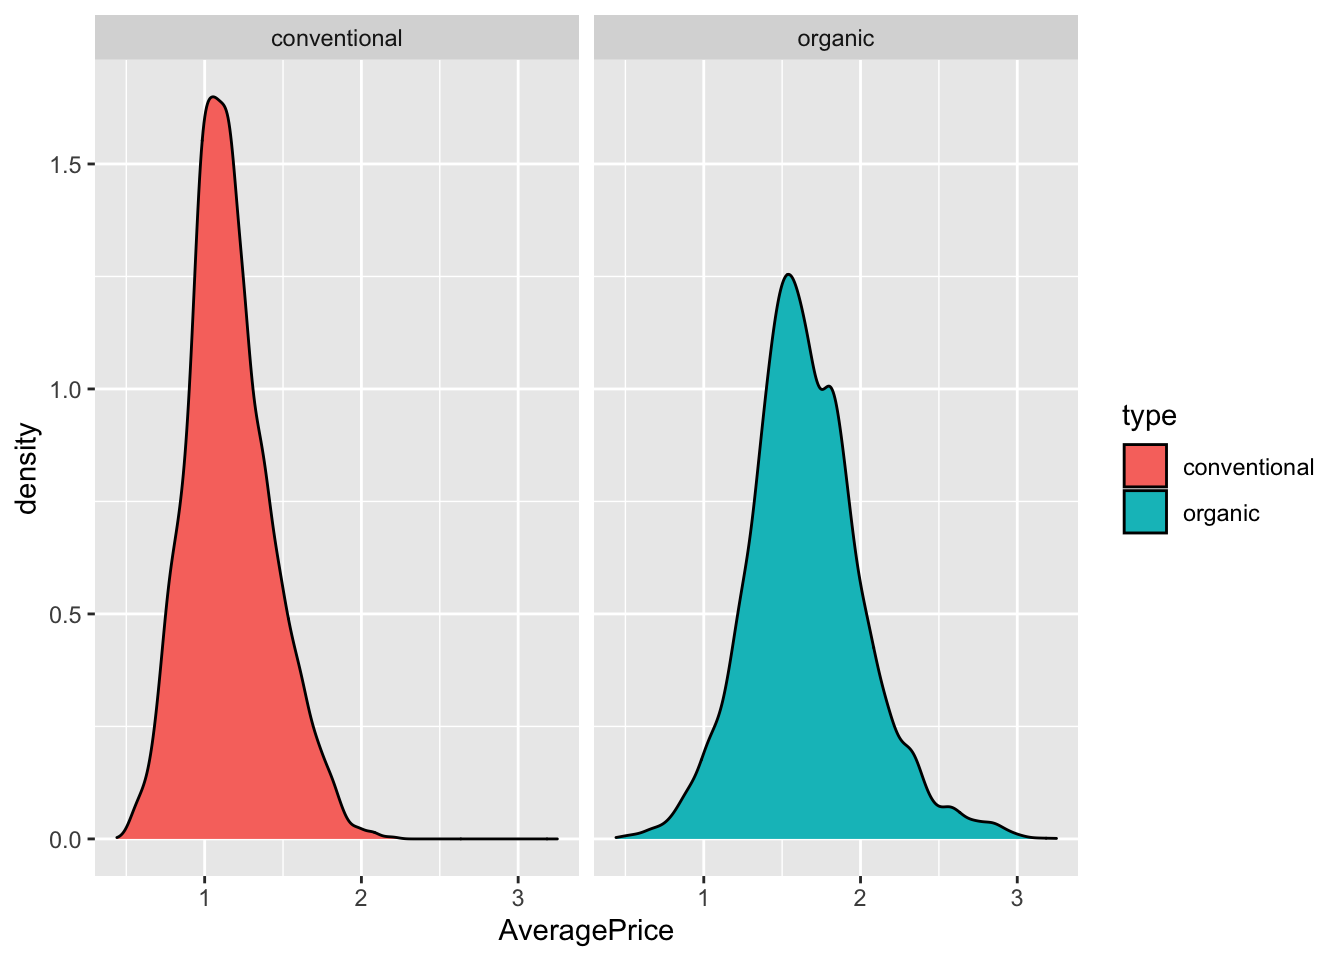 conventional
organic
density
1.5
1.0
0.5
0.0
1
2
3
1
2
3
AveragePrice
type
conventional
organic